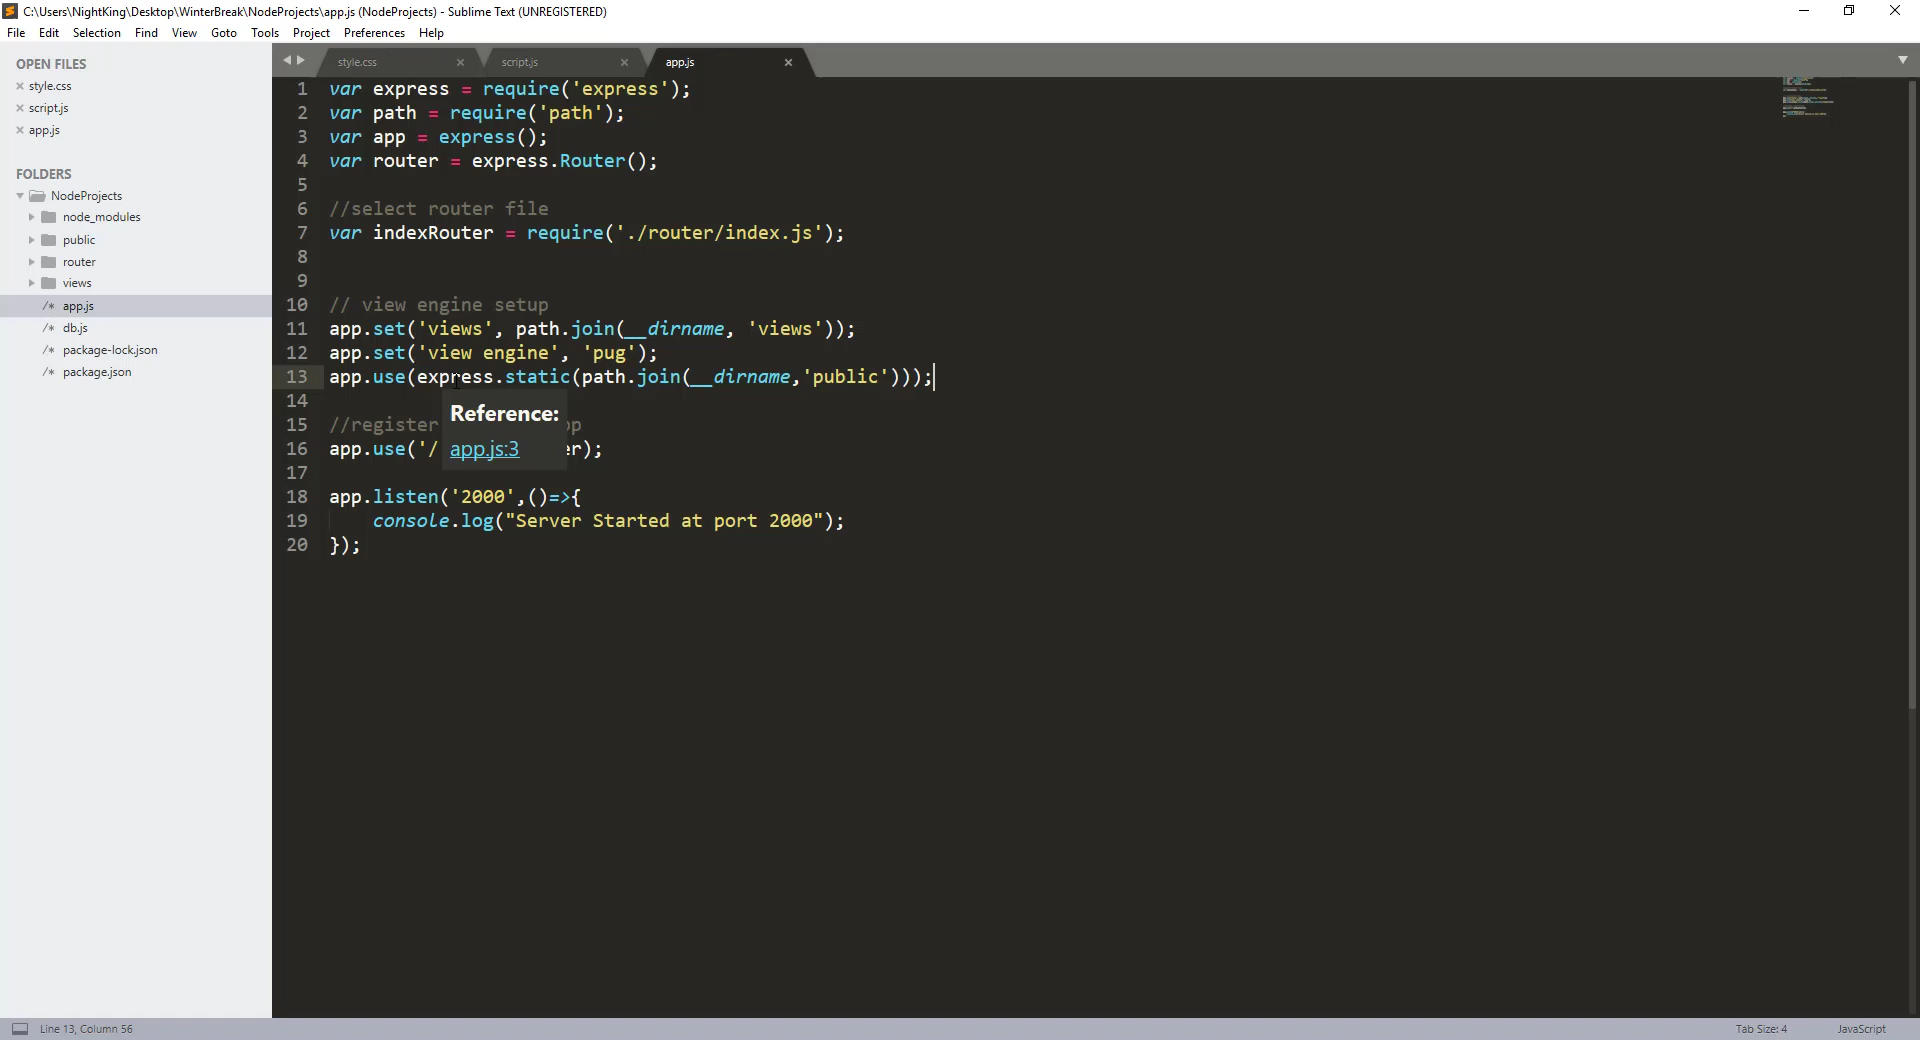 C:\Users\NightKing\Desktop\WinterBreak\NodeProjects\app.js (NodeProjects) - Sublime Text (UNREGISTERED)
File Edit Selection Find View Goto Tools Project Preferences Help
OPEN FILES
style.css
script.js
app.js
FOLDERS
NodeProjects
node_modules
public
router
views
/* app.js
/* db.js
/* package-lock.json
/* package.json
style.css script.js app.js
1 var express = require('express');
2 var path = require('path');
3 var app = express();
4 var router = express.Router();
5
6 //select router file
7 var indexRouter = require('./router/index.js');
8
9
10 // view engine setup
11 app.set('views', path.join(__dirname, 'views'));
12 app.set('view engine', 'pug');
13 app.use(express.static(path.join(__dirname,'public')));
14
15 //register
16 app.use('/ er);
17
18 app.listen('2000',()=>{
19 console.log("Server Started at port 2000");
20 });
Reference:
app.js:3
Line 13, Column 56
Tab Size: 4
JavaScript